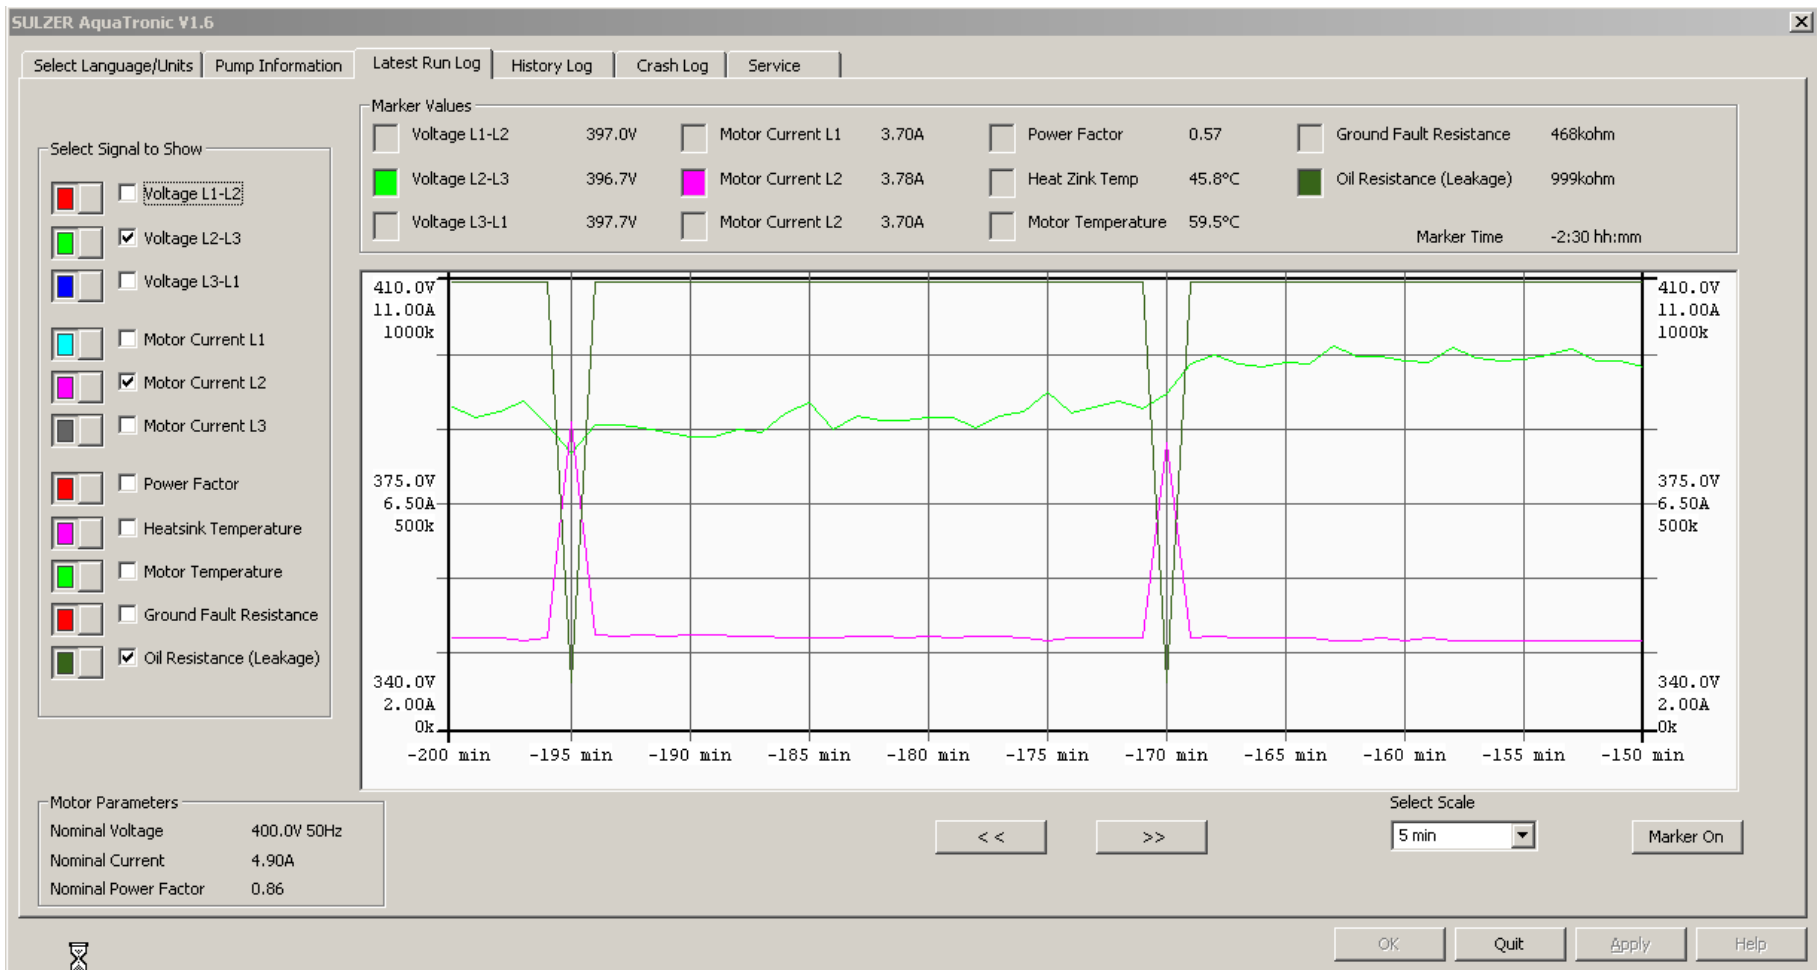 SULZER AquaTronic V1.6
Select Language/Units Pump Information Latest Run Log History Log Crash Log Service
Marker Values
Voltage L1-L2 397.0V Motor Current L1 3.70A Power Factor 0.57 Ground Fault Resistance 468kohm
Voltage L2-L3 396.7V Motor Current L2 3.78A Heat Zink Temp 45.8°C Oil Resistance (Leakage) 999kohm
Voltage L3-L1 397.7V Motor Current L2 3.70A Motor Temperature 59.5°C
Marker Time -2:30 hh:mm
Select Signal to Show
Voltage L1-L2
Voltage L2-L3
Voltage L3-L1
Motor Current L1
Motor Current L2
Motor Current L3
Power Factor
Heatsink Temperature
Motor Temperature
Ground Fault Resistance
Oil Resistance (Leakage)
410.0V 410.0V
11.00A 11.00A
1000k 1000k
375.0V 375.0V
6.50A 6.50A
500k 500k
340.0V 340.0V
2.00A 2.00A
0k 0k
-200 min -195 min -190 min -185 min -180 min -175 min -170 min -165 min -160 min -155 min -150 min
Motor Parameters
Nominal Voltage 400.0V 50Hz
Nominal Current 4.90A
Nominal Power Factor 0.86
<< >>
Select Scale
5 min
Marker On
OK Quit Apply Help